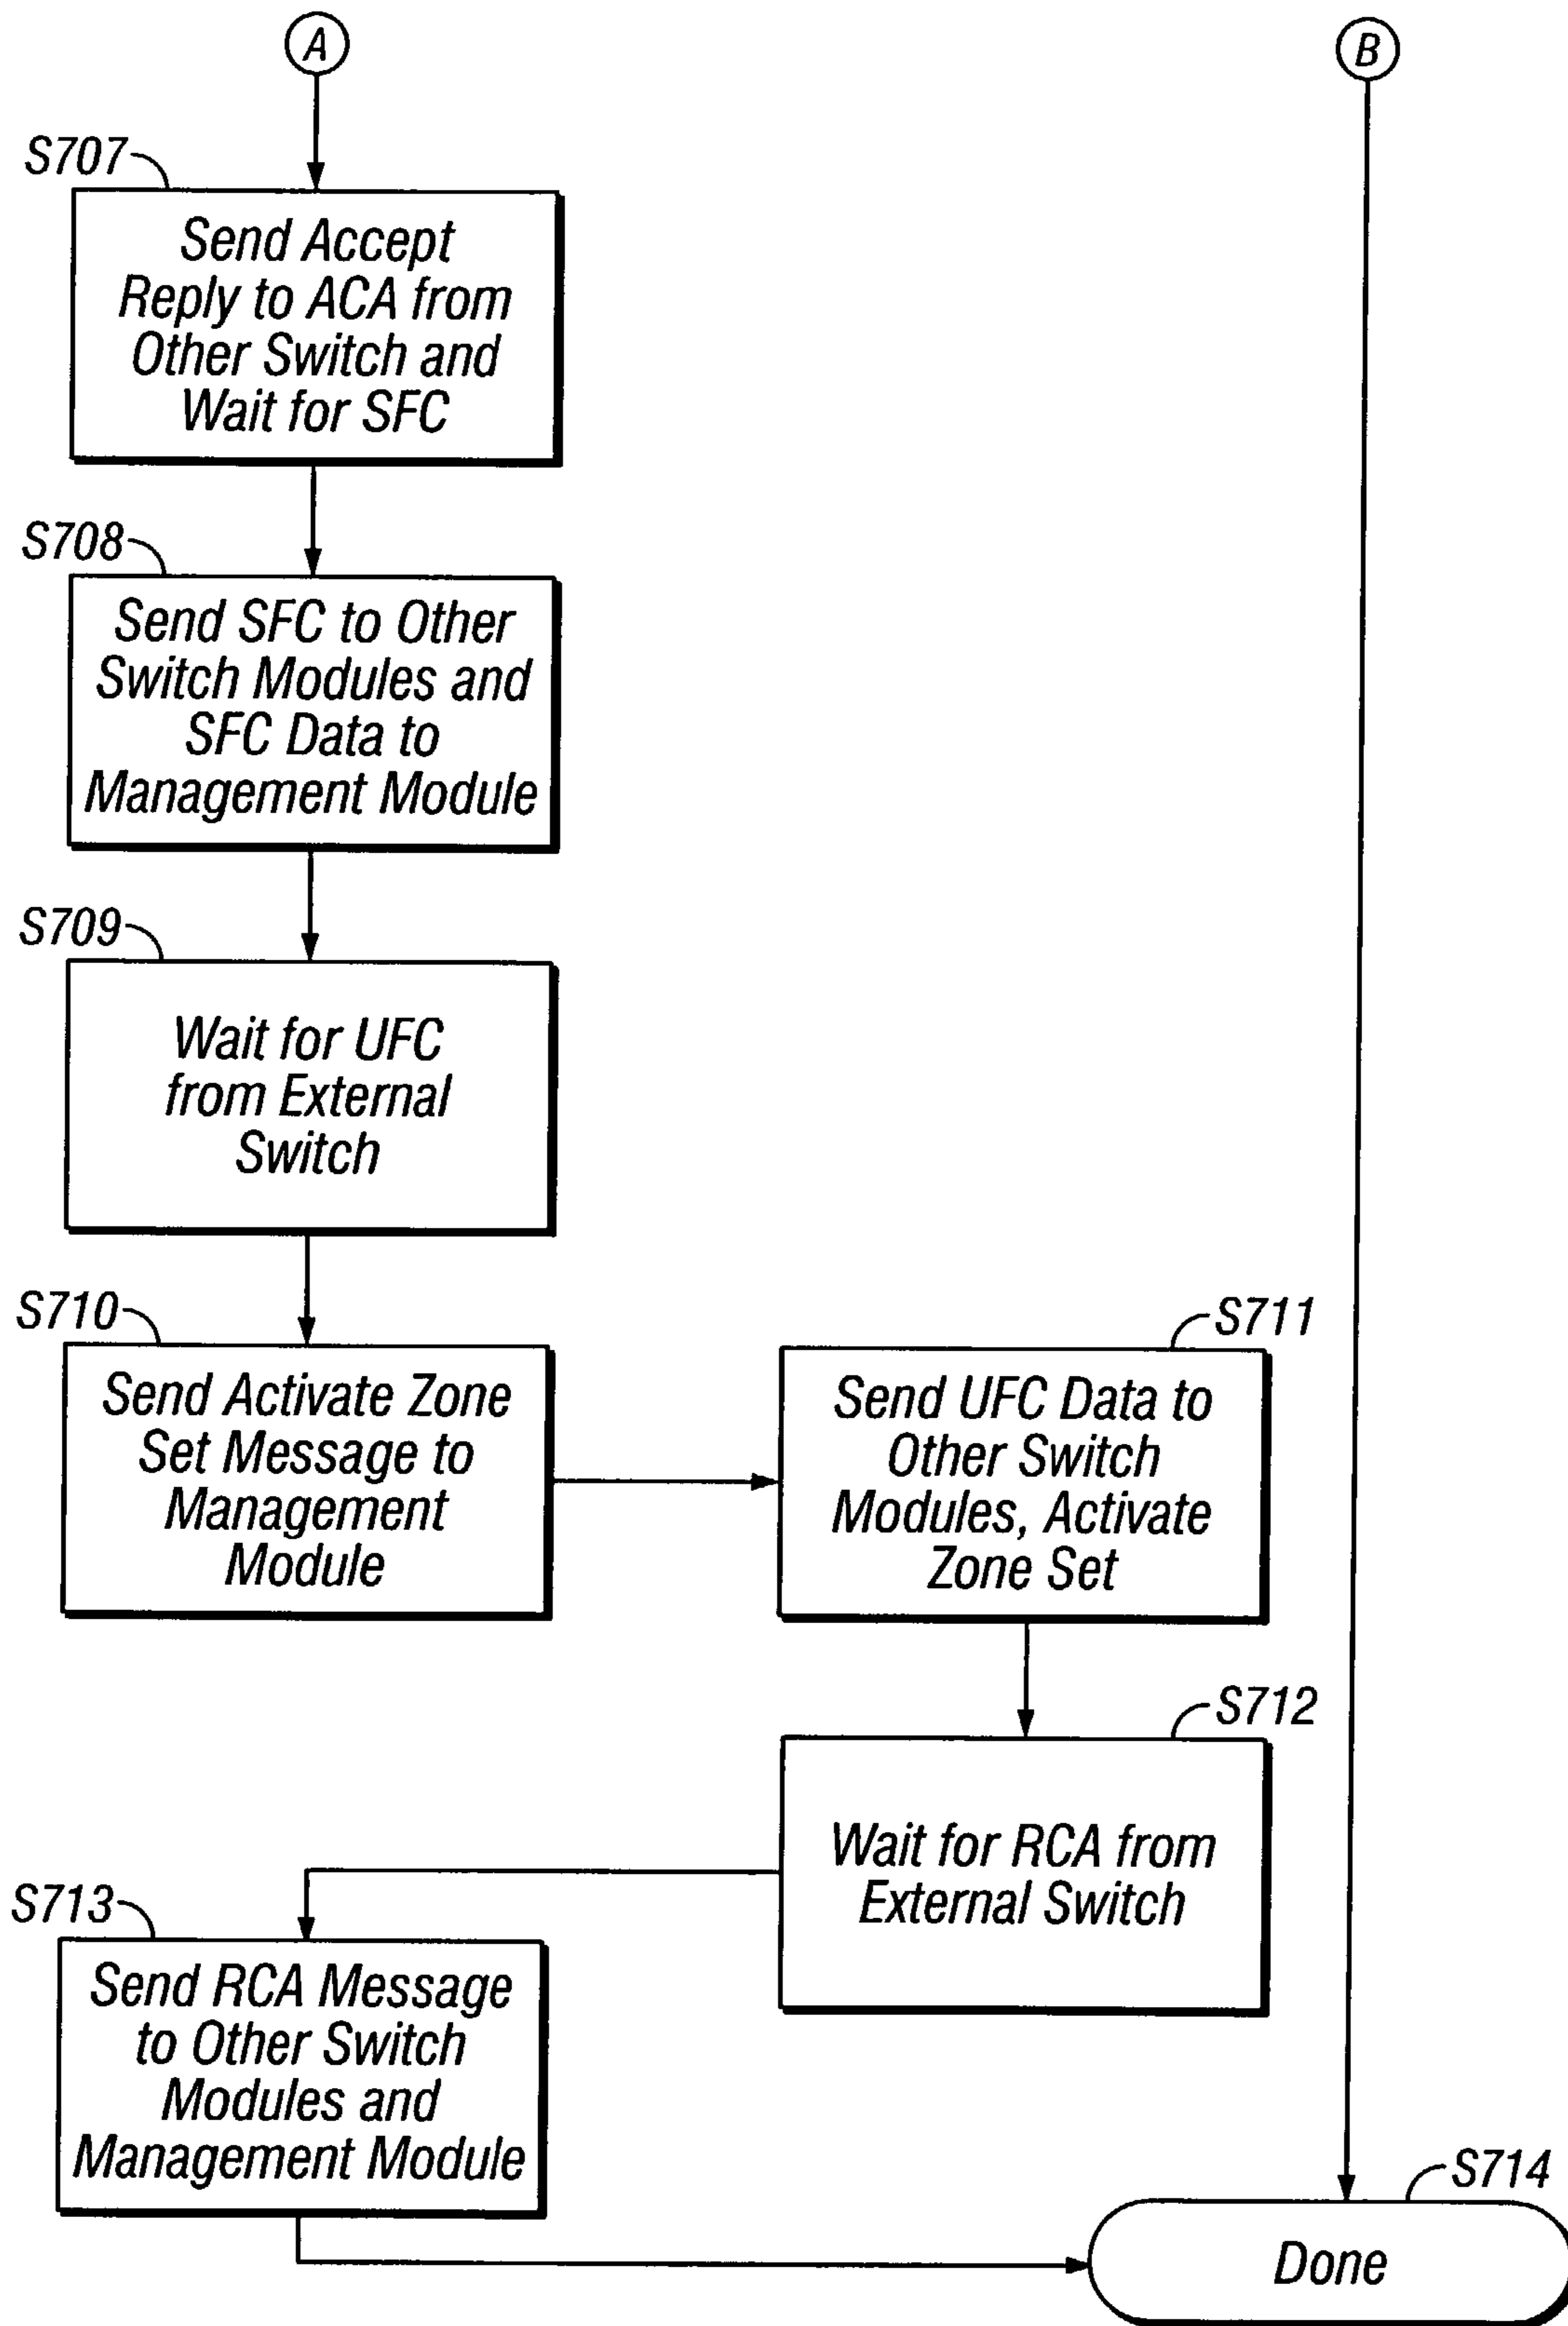 A
B
S707
Send Accept
Reply to ACA from
Other Switch and
Wait for SFC
S708
Send SFC to Other
Switch Modules and
SFC Data to
Management Module
S709
Wait for UFC
from External
Switch
S710
Send Activate Zone
Set Message to
Management
Module
S711
Send UFC Data to
Other Switch
Modules, Activate
Zone Set
S712
Wait for RCA from
External Switch
S713
Send RCA Message
to Other Switch
Modules and
Management Module
S714
Done